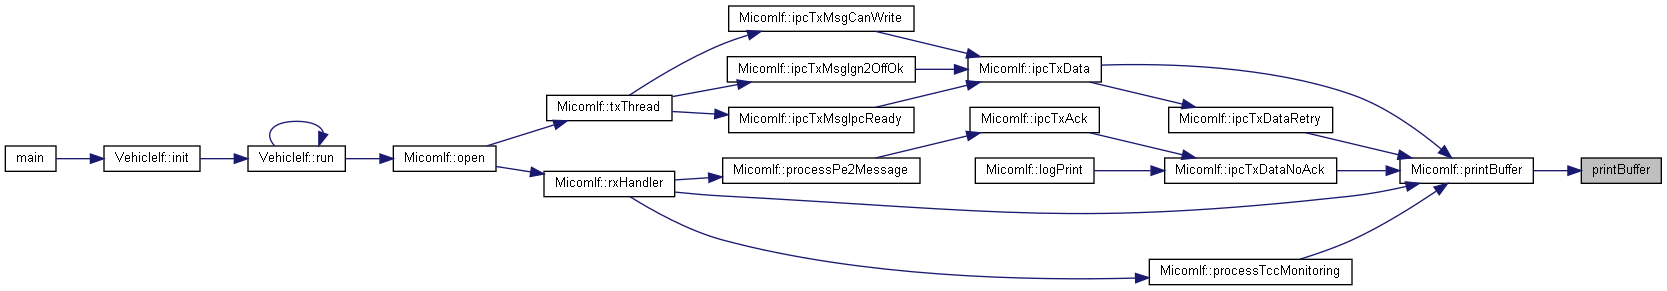 main
VehicleIf::init
VehicleIf::run
MicomIf::open
MicomIf::txThread
MicomIf::rxHandler
MicomIf::ipcTxMsgCanWrite
MicomIf::ipcTxMsgIgn2OffOk
MicomIf::ipcTxMsgIpcReady
MicomIf::processPe2Message
MicomIf::ipcTxData
MicomIf::ipcTxAck
MicomIf::logPrint
MicomIf::ipcTxDataRetry
MicomIf::ipcTxDataNoAck
MicomIf::processTccMonitoring
MicomIf::printBuffer
printBuffer